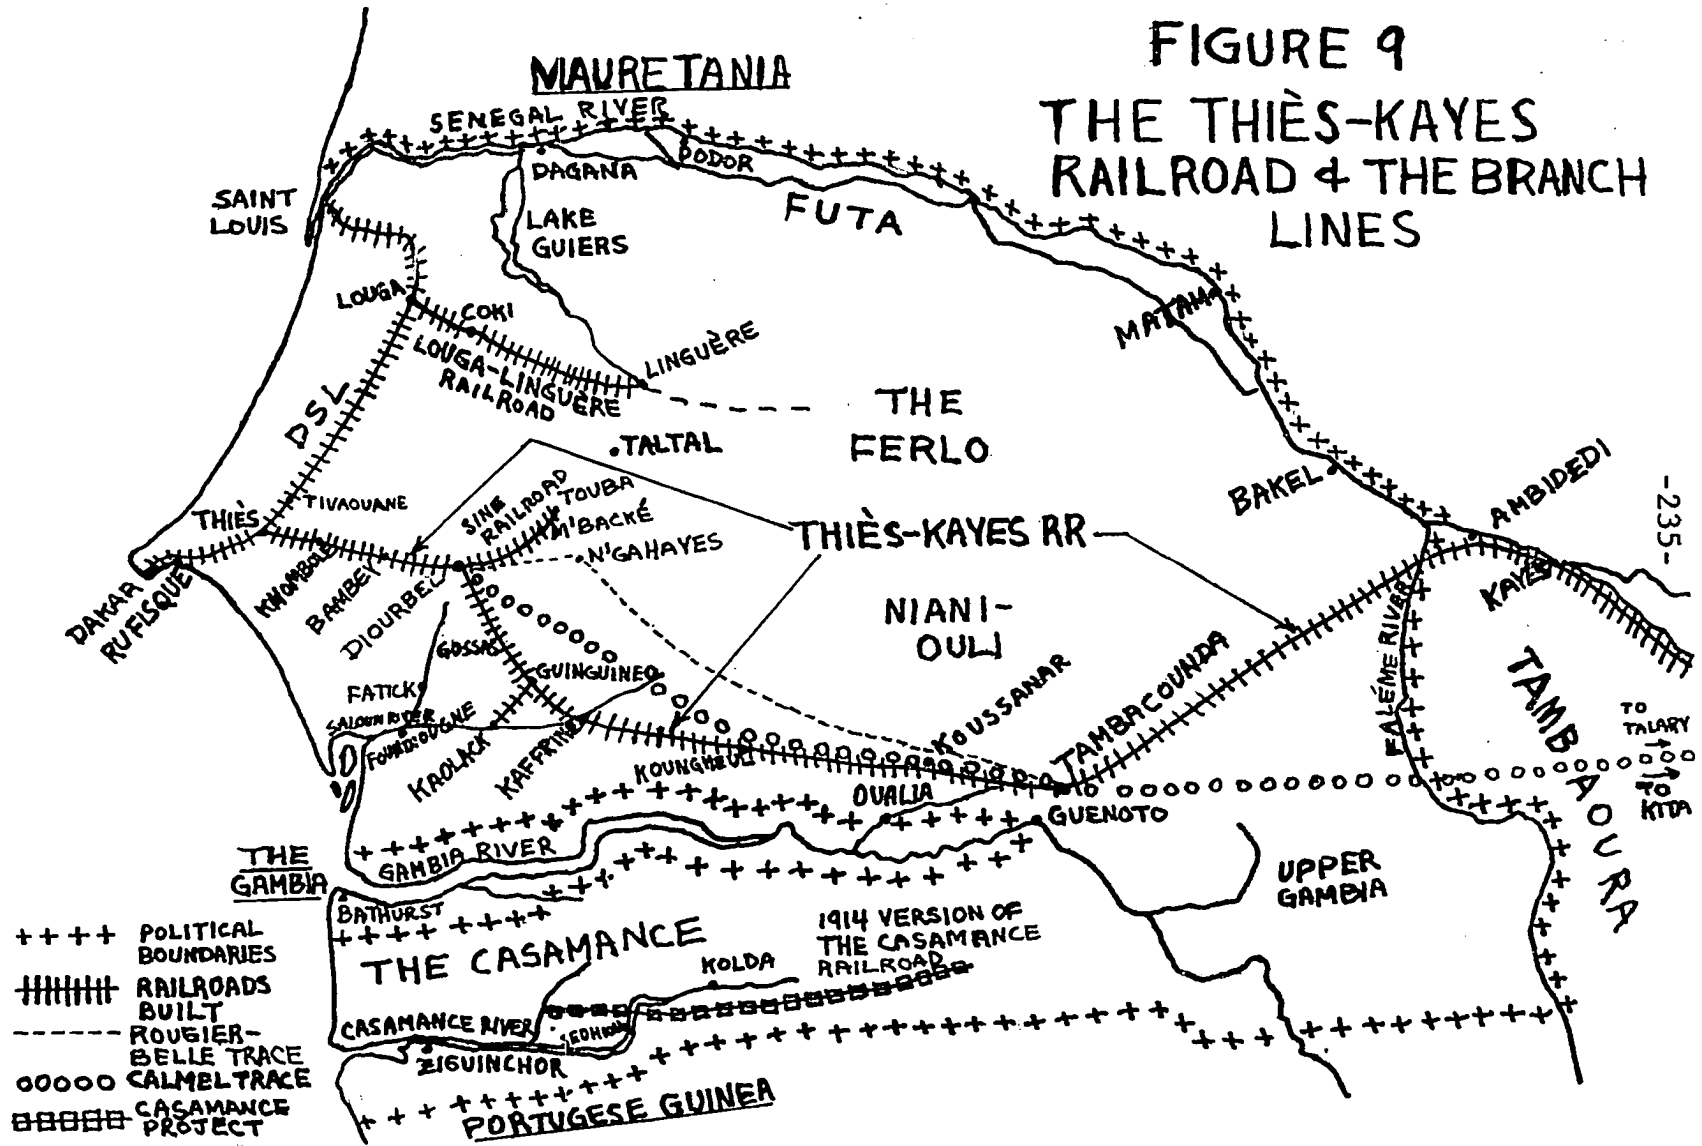 FIGURE 9
THE THIÈS-KAYES
RAILROAD & THE BRANCH
LINES
MAURETANIA
SENEGAL RIVER
SAINT
LOUIS
DAGANA
PODOR
FUTA
LAKE
GUIERS
LOUGA
COKI
LOUGA-LINGUÈRE
RAILROAD
LINGUÈRE
MATAM
DSL
THE
FERLO
TALTAL
BAKEL
AMBIDEDI
-235-
TIVAOUANE
THIÈS
SINE
RAILROAD
TOUBA
M'BACKÉ
N'GAHAYES
THIÈS-KAYES RR
KAYES
DAKAR
RUFISQUE
KHOMBOLE
BAMBEY
DIOURBEL
NIANI-
OULI
GOSSAS
GUINGUINEO
FATICK
SALOUM RIVER
FOUNDIOUGNE
KAOLACK
KAFFRINE
KOUNGHEUL
KOUSSANAR
TAMBACOUNDA
FALÉME RIVER
TAMBAOURA
TO
TALARY
TO
KITA
OUALIA
GUENOTO
THE
GAMBIA
GAMBIA RIVER
BATHURST
UPPER
GAMBIA
THE CASAMANCE
1914 VERSION OF
THE CASAMANCE
RAILROAD
KOLDA
CASAMANCE RIVER
SEDHIOU
ZIGUINCHOR
PORTUGESE GUINEA
++++ POLITICAL
BOUNDARIES
RAILROADS
BUILT
------ ROUGIER-
BELLE TRACE
OOOOO CALMEL TRACE
CASAMANCE
PROJECT